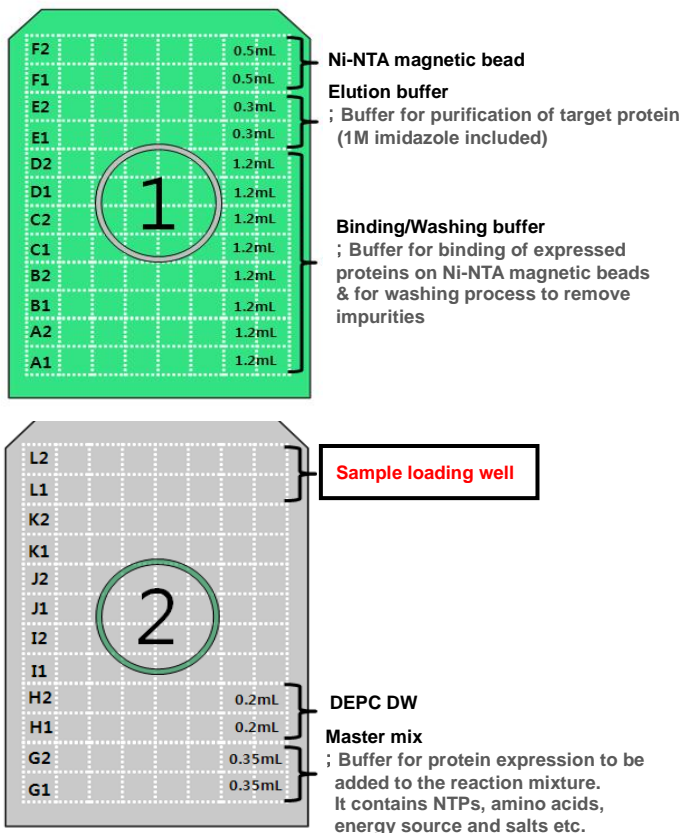 F2 0.5mL
F1 0.5mL
Ni-NTA magnetic bead
E2 0.3mL
E1 0.3mL
Elution buffer
; Buffer for purification of target protein
(1M imidazole included)
D2 1.2mL
D1 1.2mL
C2 1.2mL
C1 1.2mL
B2 1.2mL
B1 1.2mL
A2 1.2mL
A1 1.2mL
1
Binding/Washing buffer
; Buffer for binding of expressed
proteins on Ni-NTA magnetic beads
& for washing process to remove
impurities
L2
L1
Sample loading well
K2
K1
J2
J1
I2
I1
2
H2 0.2mL
H1 0.2mL
DEPC DW
G2 0.35mL
G1 0.35mL
Master mix
; Buffer for protein expression to be
added to the reaction mixture.
It contains NTPs, amino acids,
energy source and salts etc.